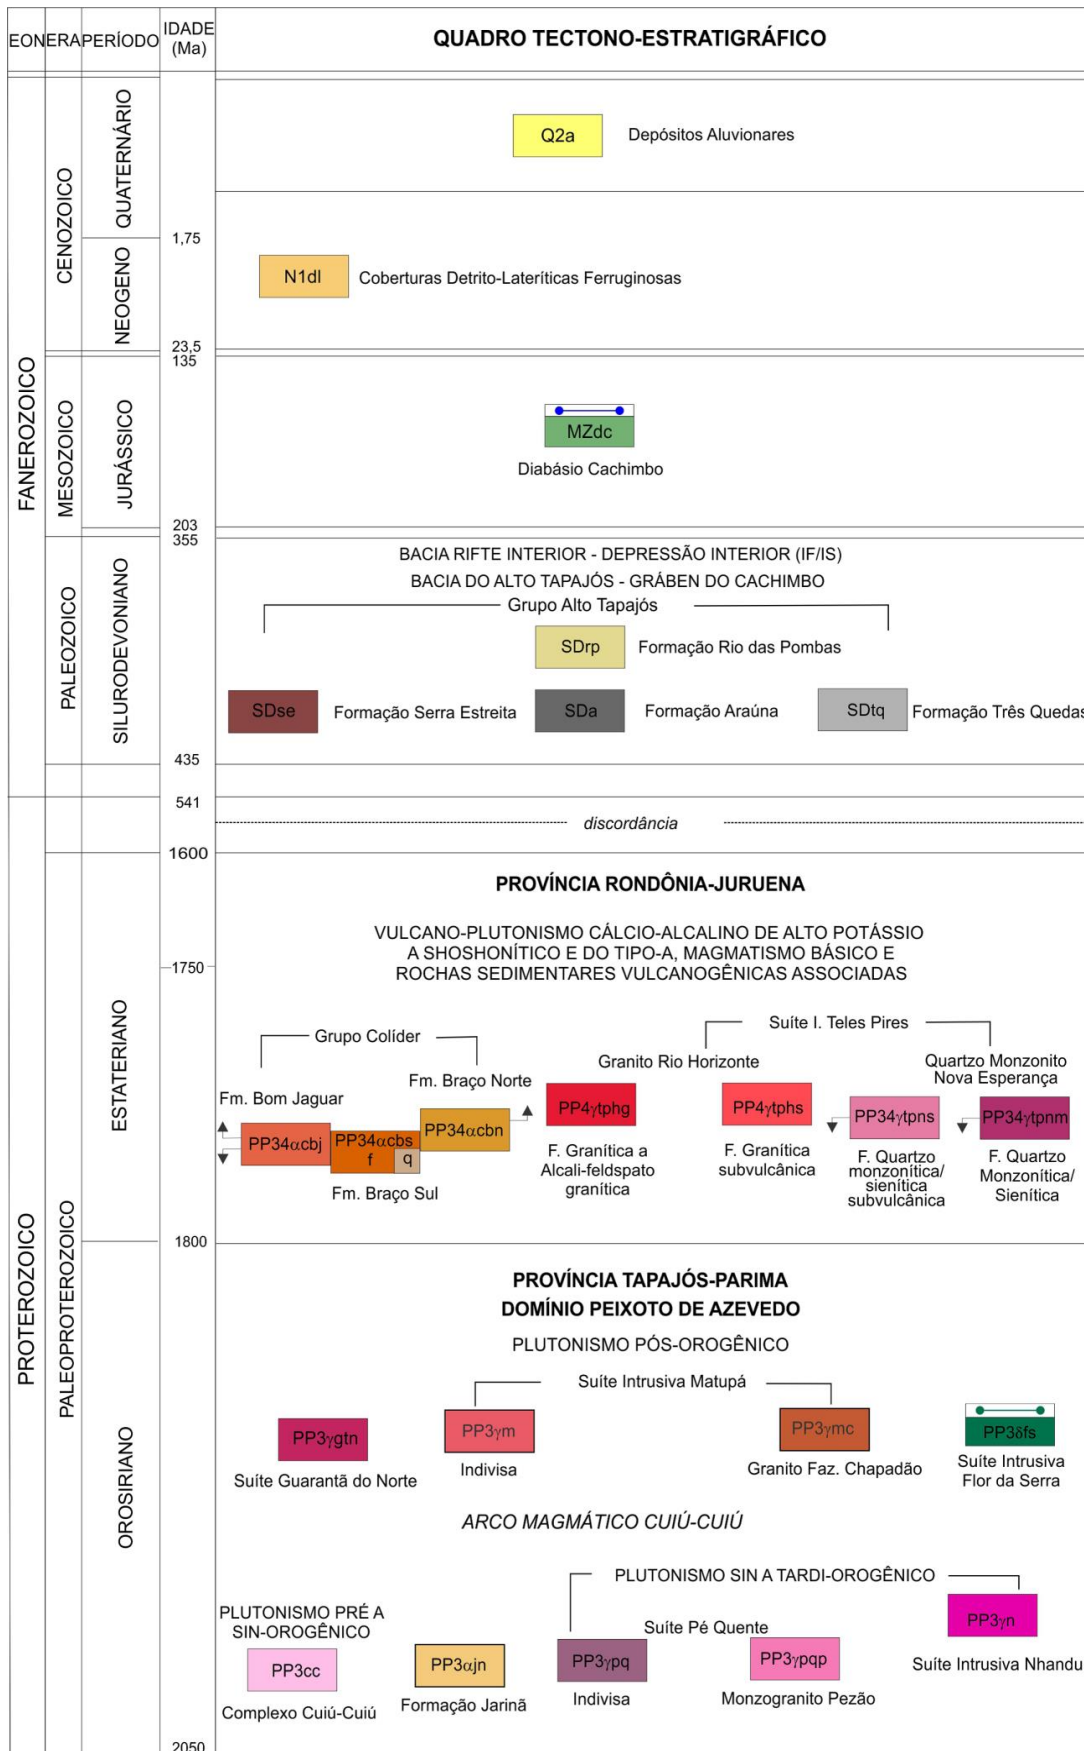 EON
ERA
PERÍODO
IDADE
(Ma)
QUADRO TECTONO-ESTRATIGRÁFICO
FANEROZOICO
CENOZOICO
QUATERNÁRIO
Q2a
Depósitos Aluvionares
1,75
NEOGENO
N1dl
Coberturas Detrito-Lateríticas Ferruginosas
23,5
135
MESOZOICO
JURÁSSICO
MZdc
Diabásio Cachimbo
203
355
PALEOZOICO
SILURODEVONIANO
BACIA RIFTE INTERIOR - DEPRESSÃO INTERIOR (IF/IS)
BACIA DO ALTO TAPAJÓS - GRÁBEN DO CACHIMBO
Grupo Alto Tapajós
SDrp
Formação Rio das Pombas
SDse
Formação Serra Estreita
SDa
Formação Araúna
SDtq
Formação Três Quedas
435
541
discordância
1600
PROTEROZOICO
PALEOPROTEROZOICO
ESTATERIANO
PROVÍNCIA RONDÔNIA-JURUENA
VULCANO-PLUTONISMO CÁLCIO-ALCALINO DE ALTO POTÁSSIO
A SHOSHONÍTICO E DO TIPO-A, MAGMATISMO BÁSICO E
ROCHAS SEDIMENTARES VULCANOGÊNICAS ASSOCIADAS
1750
Grupo Colíder
Suíte I. Teles Pires
Fm. Bom Jaguar
Fm. Braço Norte
Granito Rio Horizonte
Quartzo Monzonito
Nova Esperança
PP34αcbj
PP34αcbs
f
q
PP34αcbn
PP4γtphg
PP4γtphs
PP34γtpns
PP34γtpnm
Fm. Braço Sul
F. Granítica a
Alcali-feldspato
granítica
F. Granítica
subvulcânica
F. Quartzo
monzonítica/
sienítica
subvulcânica
F. Quartzo
Monzonítica/
Sienítica
1800
OROSIRIANO
PROVÍNCIA TAPAJÓS-PARIMA
DOMÍNIO PEIXOTO DE AZEVEDO
PLUTONISMO PÓS-OROGÊNICO
Suíte Intrusiva Matupá
PP3γgtn
Suíte Guarantã do Norte
PP3γm
Indivisa
PP3γmc
Granito Faz. Chapadão
PP3δfs
Suíte Intrusiva
Flor da Serra
ARCO MAGMÁTICO CUIÚ-CUIÚ
PLUTONISMO SIN A TARDI-OROGÊNICO
PLUTONISMO PRÉ A
SIN-OROGÊNICO
Suíte Pé Quente
PP3γn
Suíte Intrusiva Nhandu
PP3cc
Complexo Cuiú-Cuiú
PP3αjn
Formação Jarinã
PP3γpq
Indivisa
PP3γpqp
Monzogranito Pezão
2050